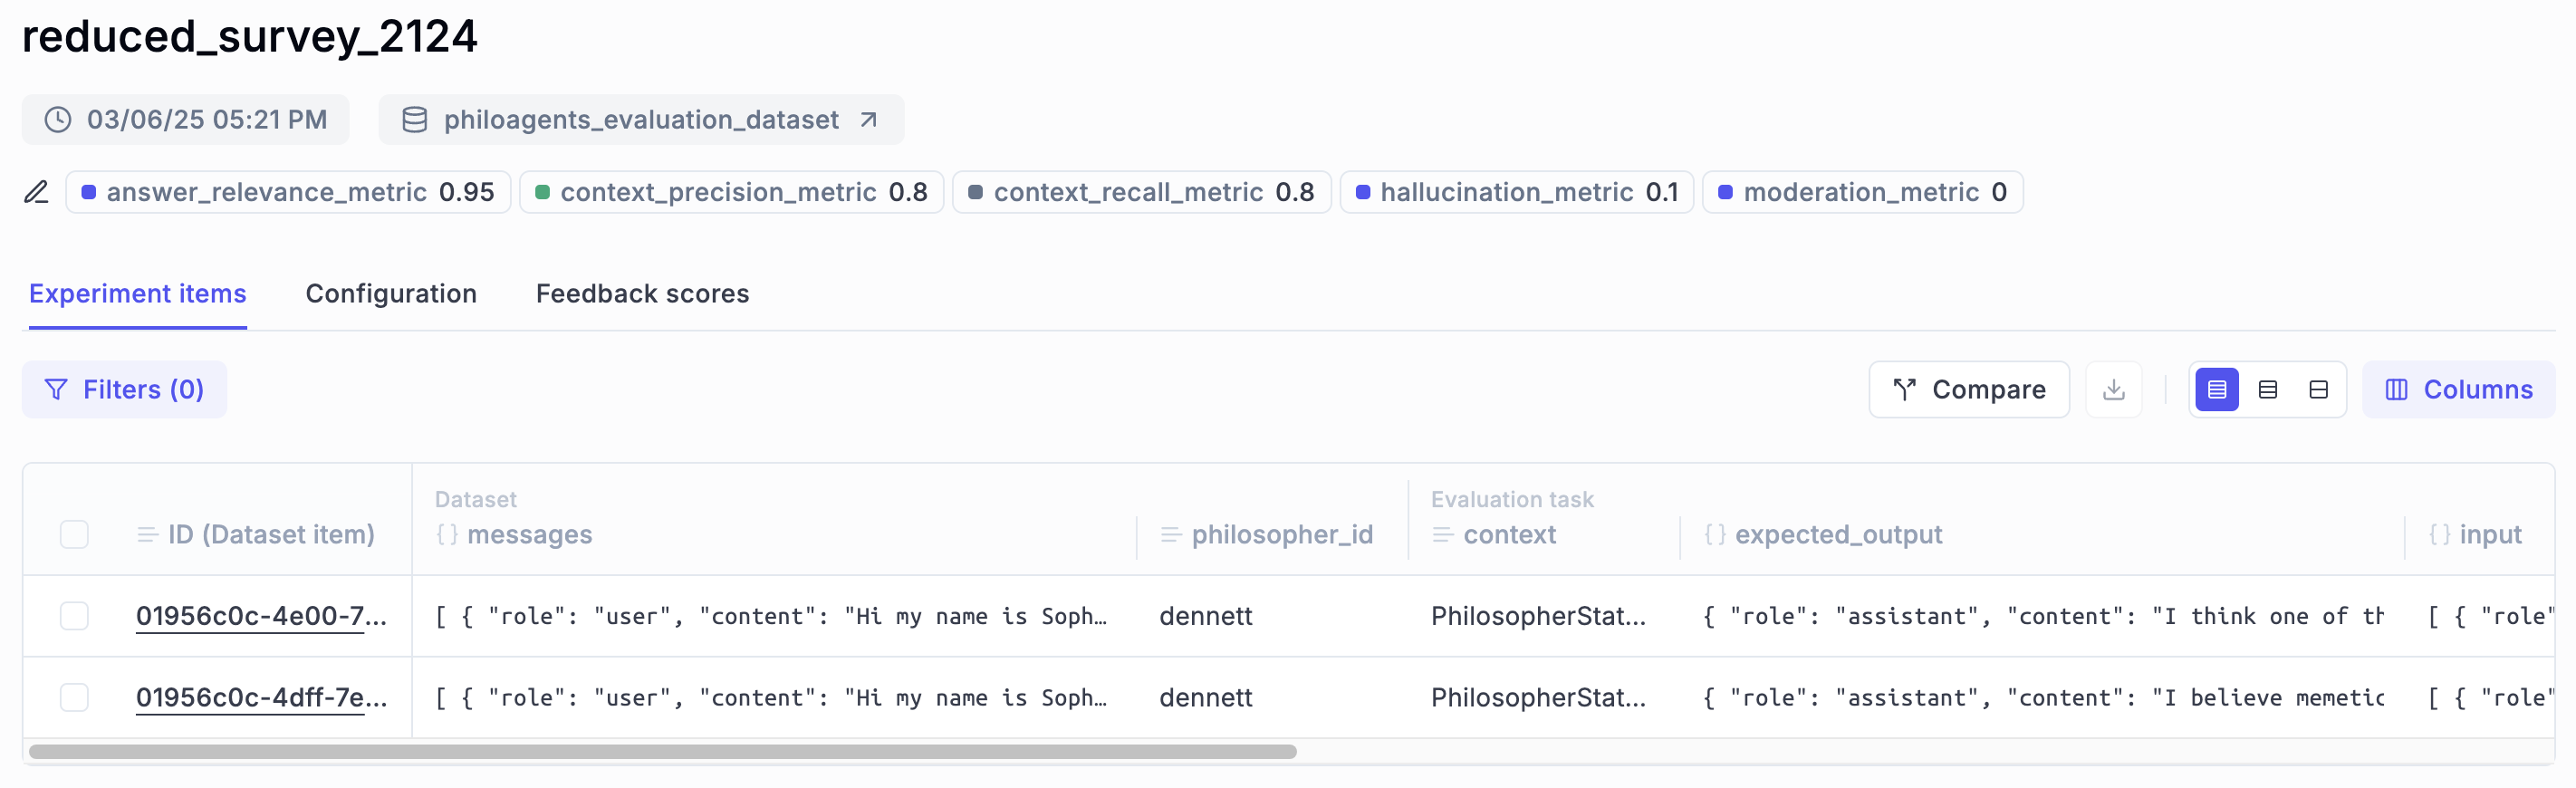 reduced_survey_2124
03/06/25 05:21 PM philoagents_evaluation_dataset
answer_relevance_metric 0.95 context_precision_metric 0.8 context_recall_metric 0.8 hallucination_metric 0.1 moderation_metric 0
Experiment items Configuration Feedback scores
Filters (0) Compare Columns
Dataset Evaluation task
ID (Dataset item) {} messages philosopher_id context {} expected_output {} input
01956c0c-4e00-7... [ { "role": "user", "content": "Hi my name is Soph… dennett PhilosopherStat... { "role": "assistant", "content": "I think one of th [ { "role"
01956c0c-4dff-7e... [ { "role": "user", "content": "Hi my name is Soph… dennett PhilosopherStat... { "role": "assistant", "content": "I believe memetic [ { "role"